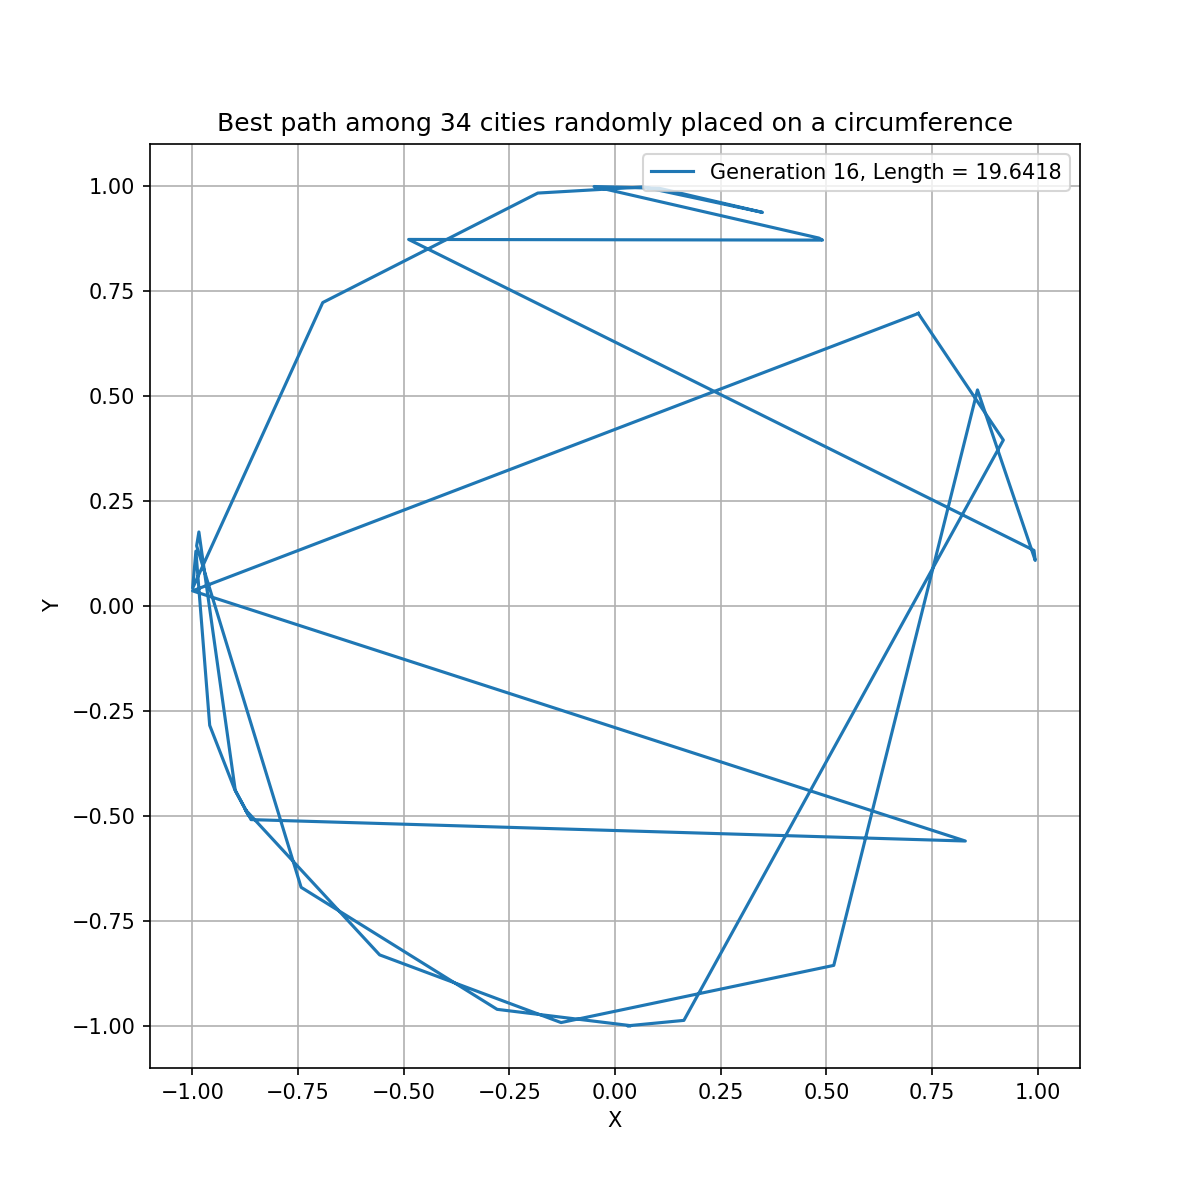 Best path among 34 cities randomly placed on a circumference
Generation 16, Length = 19.6418
1.00
0.75
0.50
0.25
0.00
−0.25
−0.50
−0.75
−1.00
Y
−1.00 −0.75 −0.50 −0.25 0.00 0.25 0.50 0.75 1.00
X